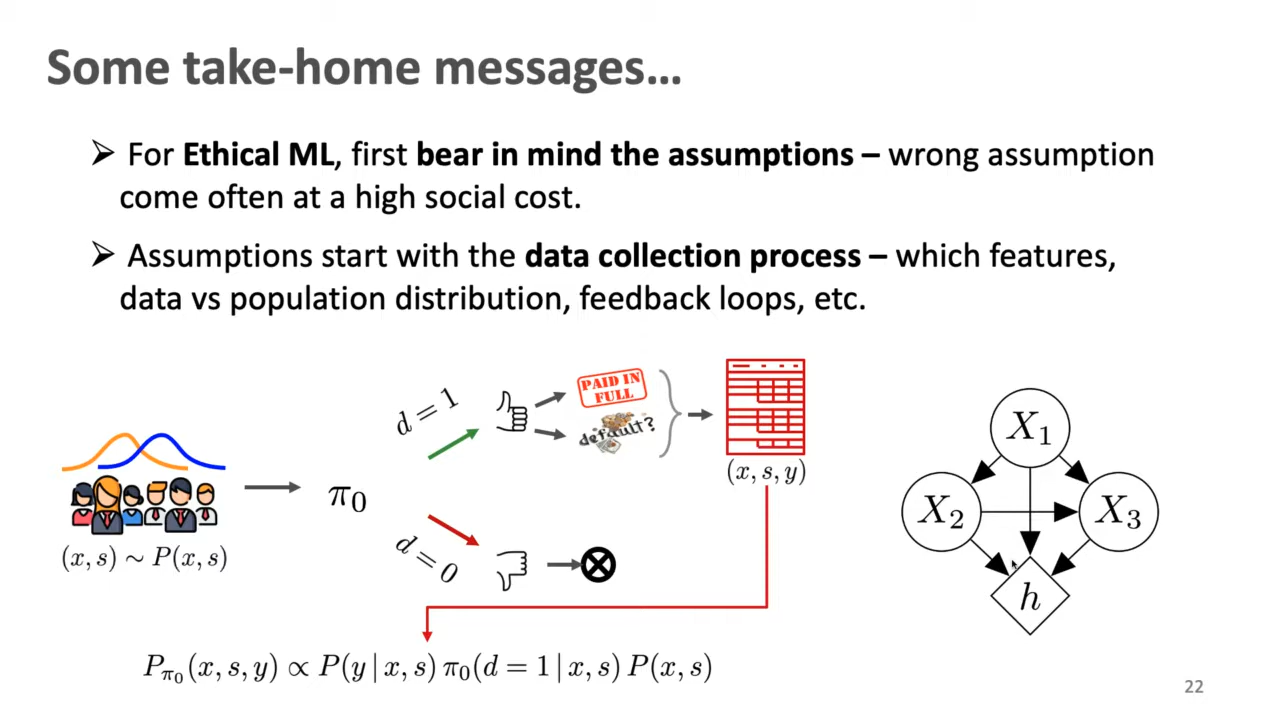 Some take-home messages...
➢ For Ethical ML, first bear in mind the assumptions – wrong assumption
come often at a high social cost.
➢ Assumptions start with the data collection process – which features,
data vs population distribution, feedback loops, etc.
d = 1
PAID IN
FULL
default?
(x, s, y)
π₀
(x, s) ∼ P(x, s)
d = 0
X₁
X₂
X₃
h
P_{π₀}(x, s, y) ∝ P(y | x, s) π₀(d = 1 | x, s) P(x, s)
22